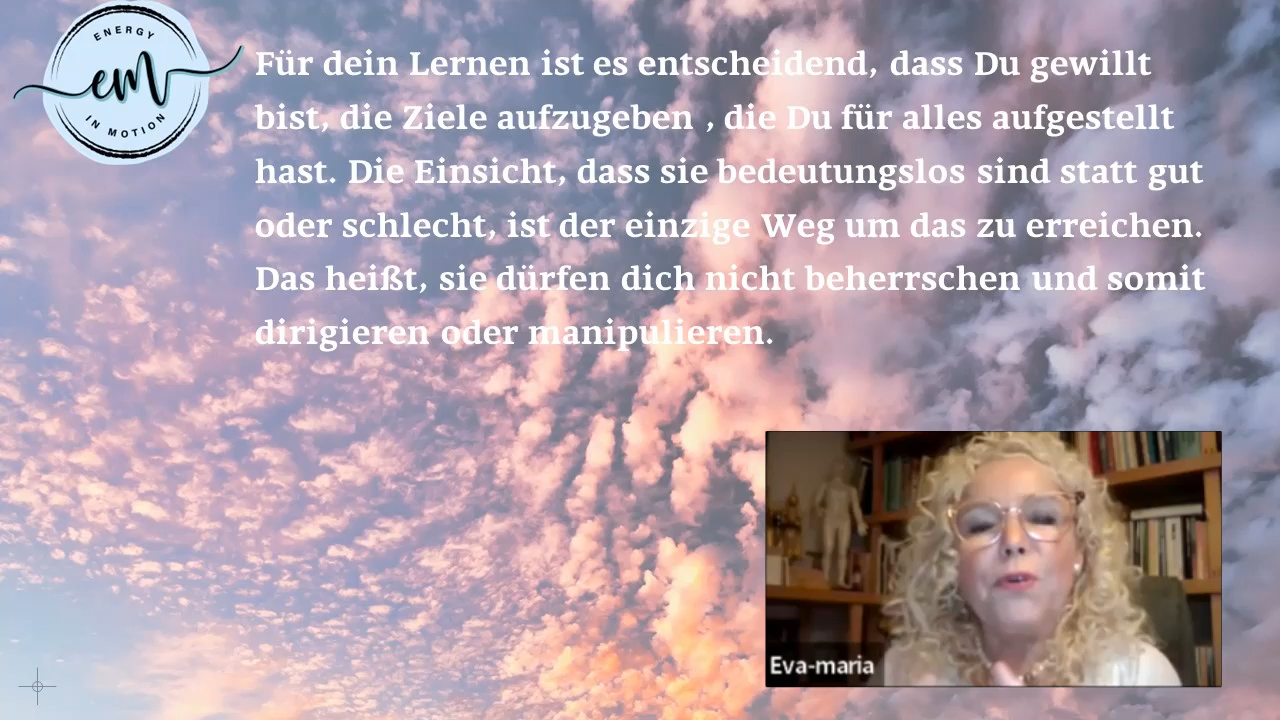 ENERGY
em
IN MOTION
Für dein Lernen ist es entscheidend, dass Du gewillt
bist, die Ziele aufzugeben , die Du für alles aufgestellt
hast. Die Einsicht, dass sie bedeutungslos sind statt gut
oder schlecht, ist der einzige Weg um das zu erreichen.
Das heißt, sie dürfen dich nicht beherrschen und somit
dirigieren oder manipulieren.
Eva-maria